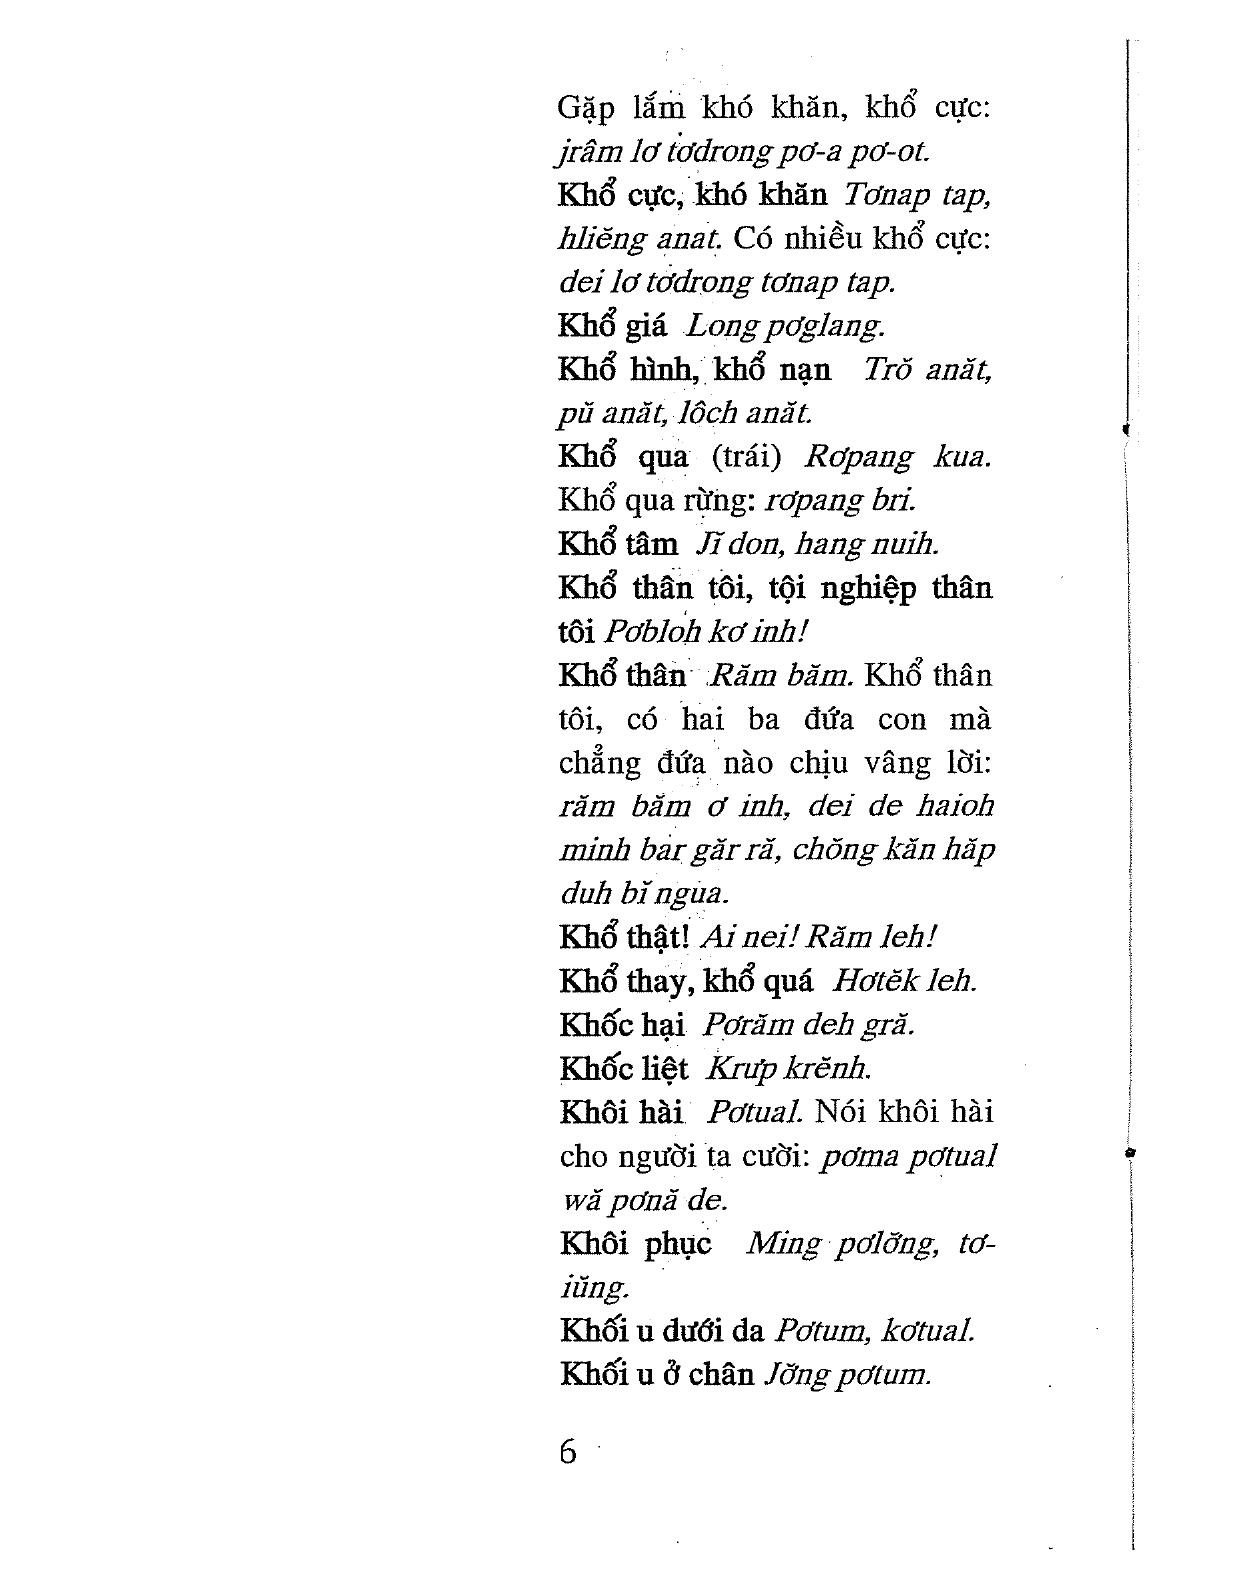 Gặp lắm khó khăn, khổ cực:
jrâm lơ tơdrong pơ-a pơ-ot.
Khổ cực, khó khăn Tơnap tap,
hliĕng anat. Có nhiều khổ cực:
dei lơ tơdrong tơnap tap.
Khổ giá Long pơglang.
Khổ hình, khổ nạn Trŏ anăt,
pŭ anăt, lôch anăt.
Khổ qua (trái) Rơpang kua.
Khổ qua rừng: rơpang bri.
Khổ tâm Jĭ don, hang nuih.
Khổ thân tôi, tội nghiệp thân
tôi Pơbloh kơ inh!
Khổ thân Răm băm. Khổ thân
tôi, có hai ba đứa con mà
chẳng đứa nào chịu vâng lời:
răm băm ơ inh, dei de haioh
minh bar găr ră, chŏng kăn hăp
duh bĭ ngua.
Khổ thật! Ai nei! Răm leh!
Khổ thay, khổ quá Hơtĕk leh.
Khốc hại Pơrăm deh gră.
Khốc liệt Krưp krĕnh.
Khôi hài Pơtual. Nói khôi hài
cho người ta cười: pơma pơtual
wă pơnă de.
Khôi phục Ming pơlơ̆ng, tơ-
iŭng.
Khối u dưới da Pơtum, kơtual.
Khối u ở chân Jơ̆ng pơtum.
6